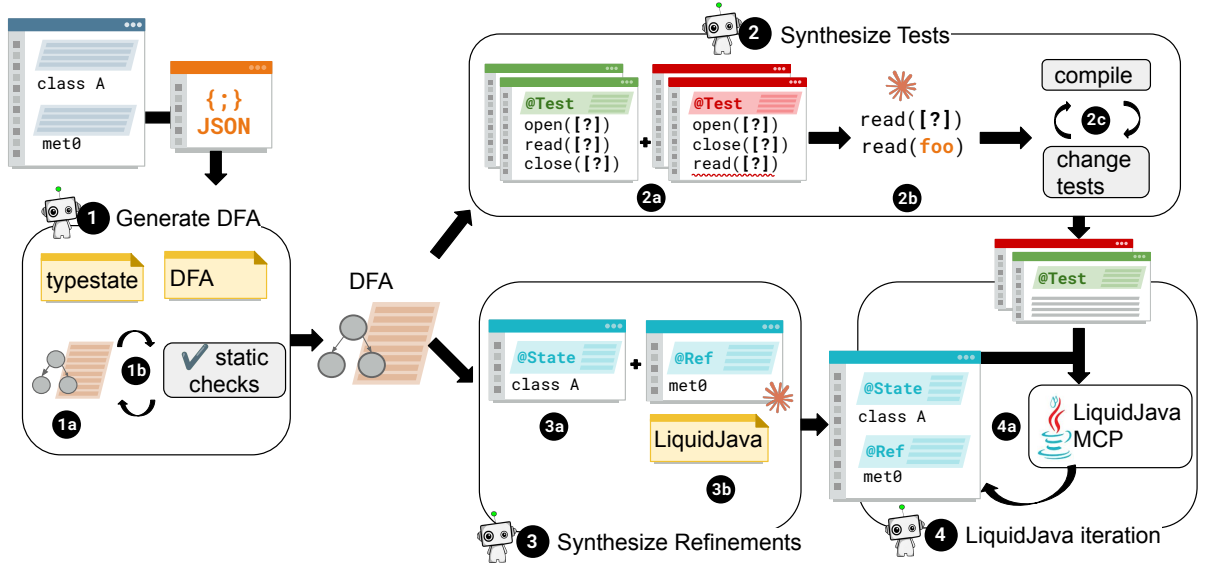 class A
met0
{;}
JSON
1 Generate DFA
typestate
DFA
1a
1b
✔ static
checks
DFA
2 Synthesize Tests
@Test
open([?])
read([?])
close([?])
+
@Test
open([?])
close([?])
read([?])
2a
read([?])
read(foo)
2b
compile
2c
change
tests
@State
class A
3a
+
@Ref
met0
LiquidJava
3b
3 Synthesize Refinements
@Test
@State
class A
@Ref
met0
4a
LiquidJava
MCP
4 LiquidJava iteration